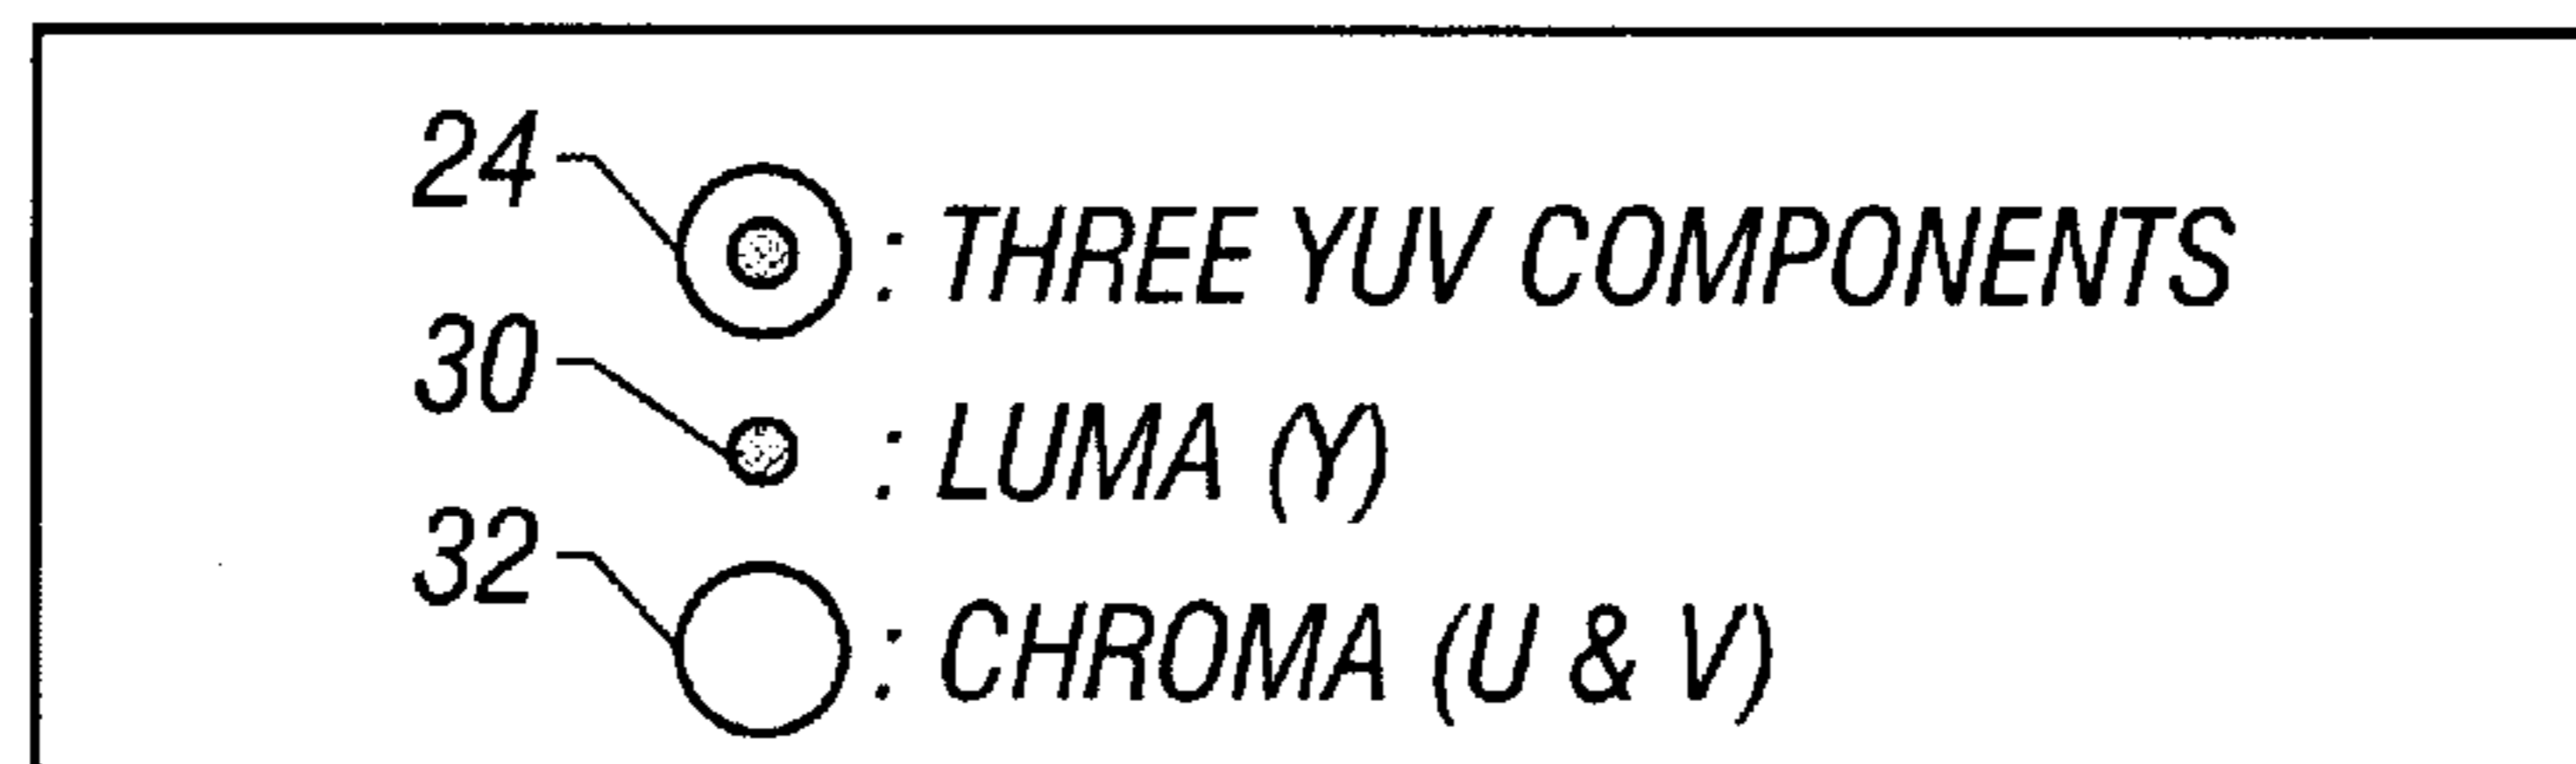 24 : THREE YUV COMPONENTS
30 : LUMA (Y)
32 : CHROMA (U & V)